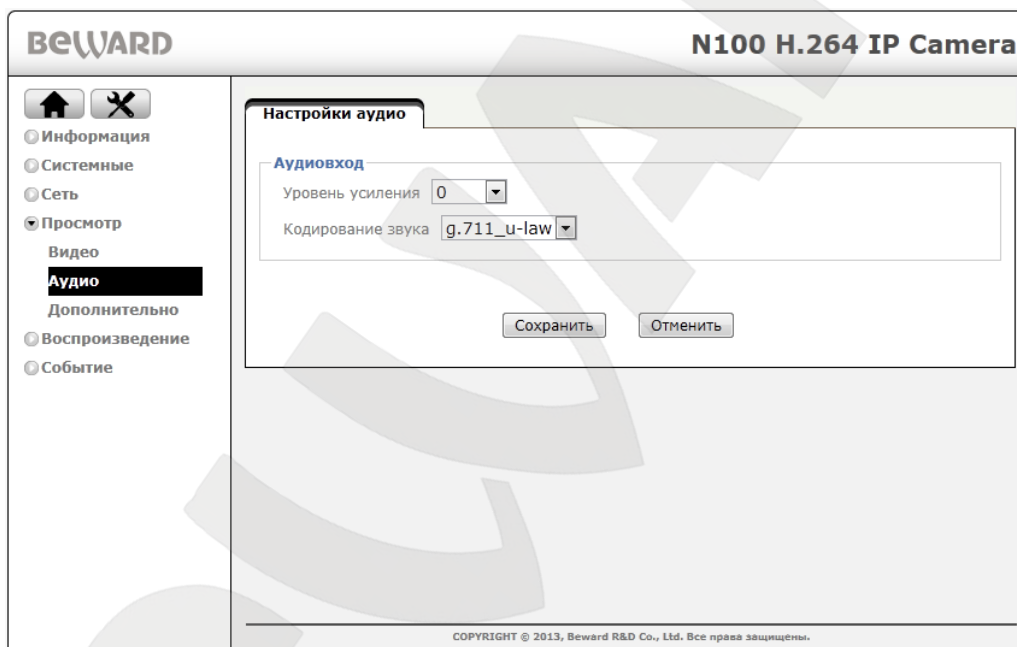 BEWARD
N100 H.264 IP Camera
Информация
Системные
Сеть
Просмотр
Видео
Аудио
Дополнительно
Воспроизведение
Событие
Настройки аудио
Аудиовход
Уровень усиления 0
Кодирование звука g.711_u-law
Сохранить Отменить
COPYRIGHT © 2013, Beward R&D Co., Ltd. Все права защищены.